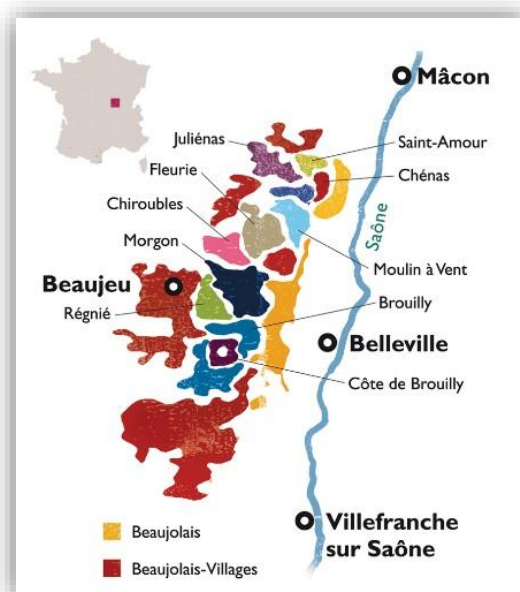 Mâcon
Juliénas
Saint-Amour
Fleurie
Chénas
Chiroubles
Saône
Morgon
Moulin à Vent
Beaujeu
Brouilly
Régnié
Belleville
Côte de Brouilly
Villefranche
sur Saône
Beaujolais
Beaujolais-Villages